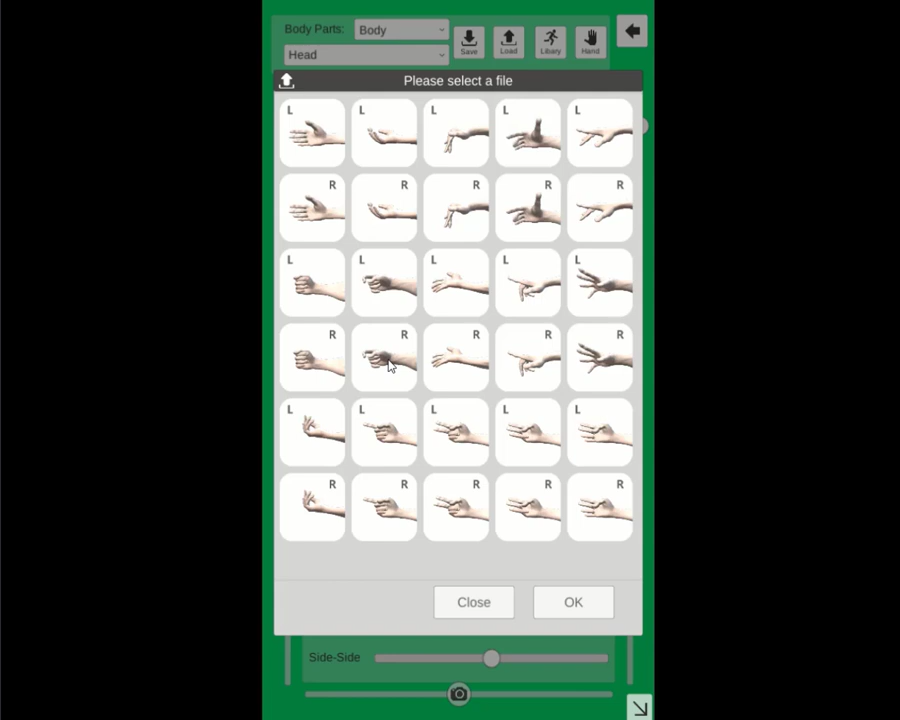 Body Parts: Body
Head
Save Load Libary Hand
Please select a file
L L L L L
R R R R R
L L L L L
R R R R R
L L L L L
R R R R R
Close OK
Side-Side